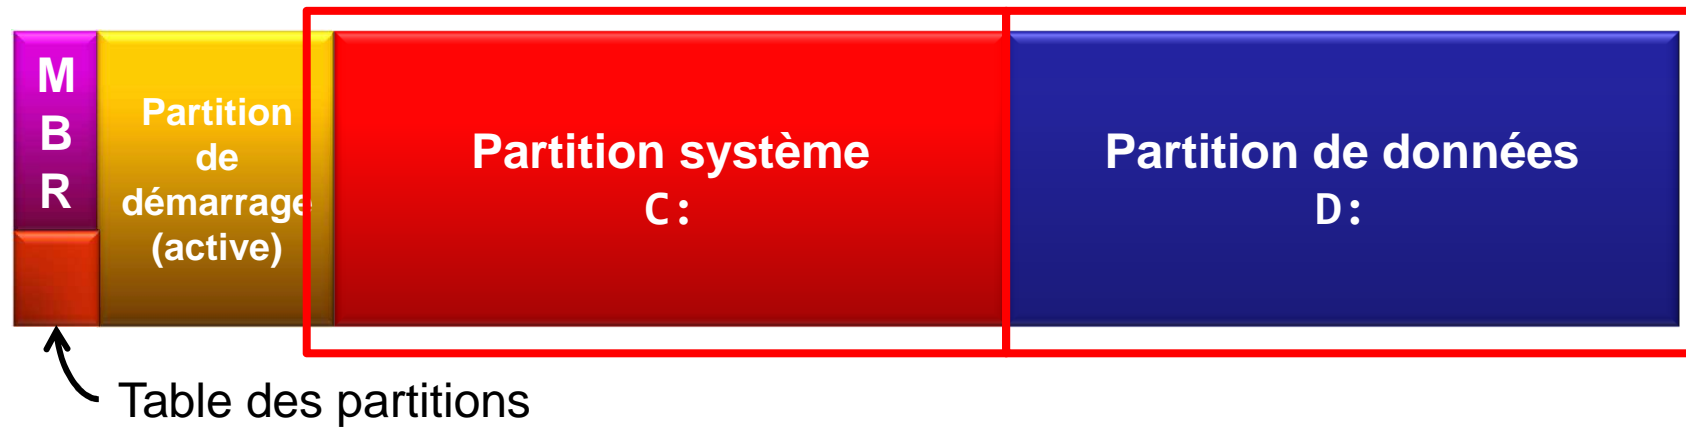 M
B
R
Partition
de
démarrage
(active)
Partition système
C:
Partition de données
D:
Table des partitions